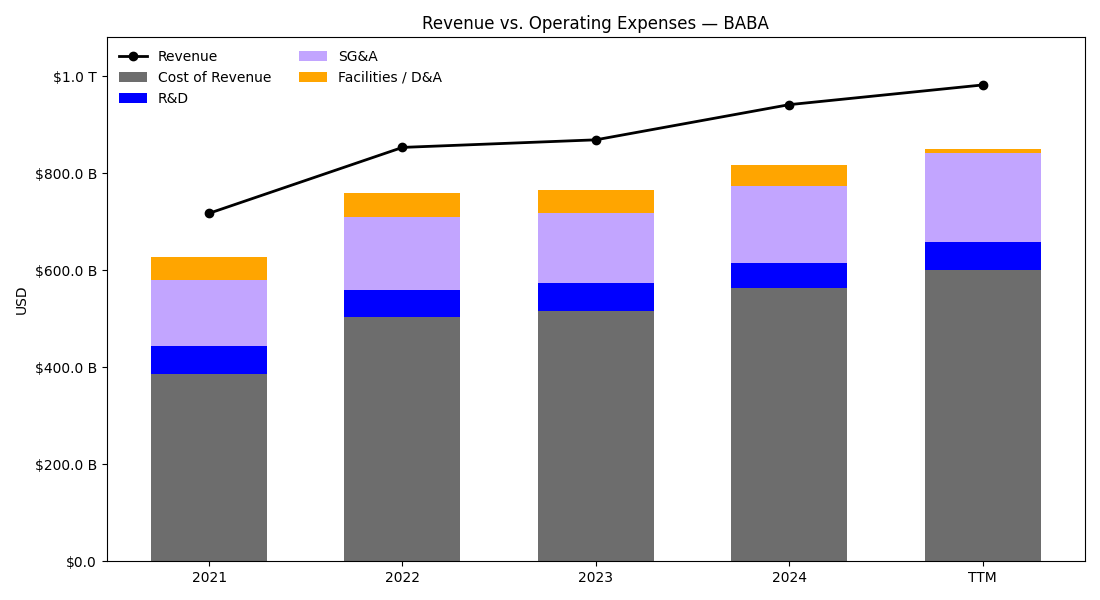 Revenue vs. Operating Expenses — BABA
Revenue
Cost of Revenue
R&D
SG&A
Facilities / D&A
USD
$1.0 T
$800.0 B
$600.0 B
$400.0 B
$200.0 B
$0.0
2021
2022
2023
2024
TTM